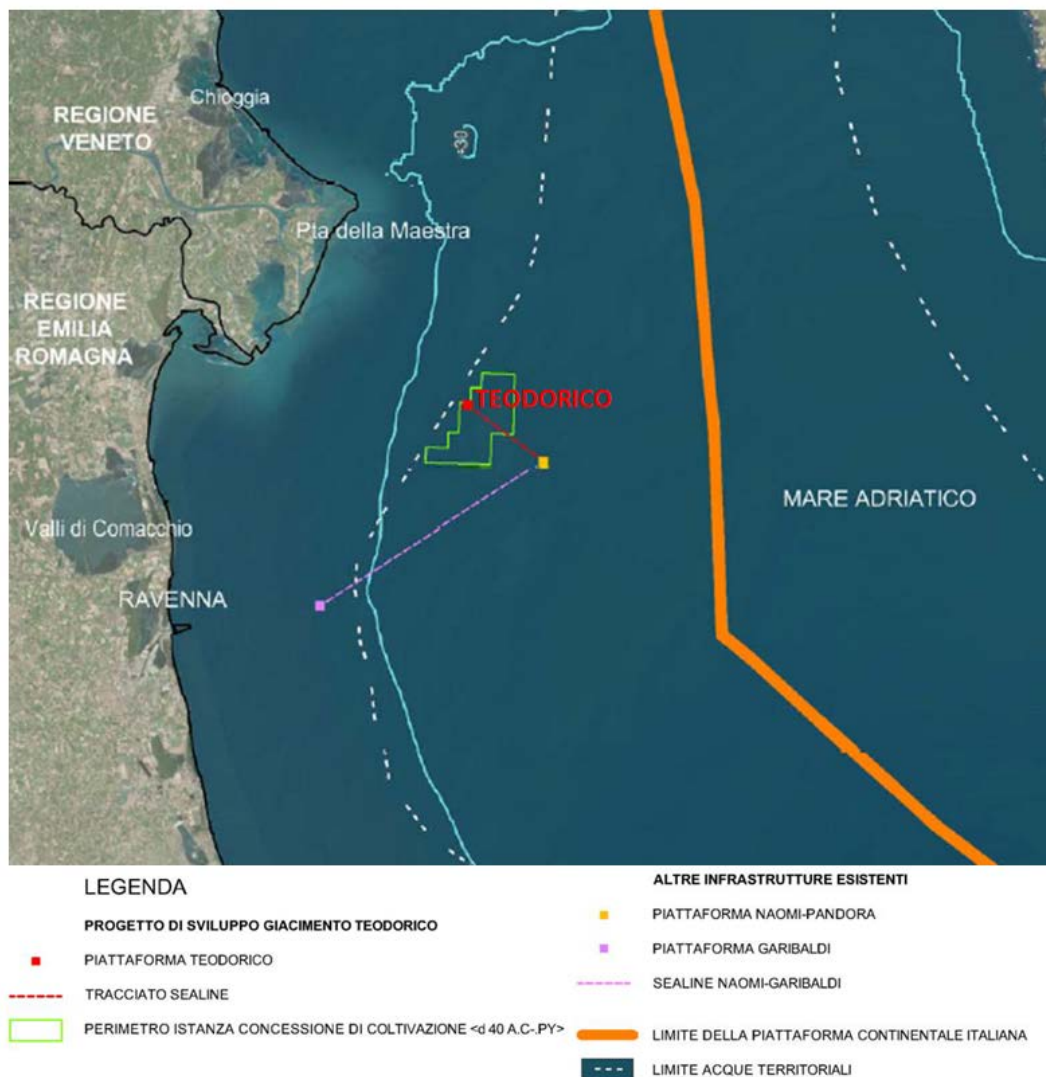 Chioggia
REGIONE
VENETO
-30
Pta della Maestra
REGIONE
EMILIA
ROMAGNA
TEODORICO
MARE ADRIATICO
Valli di Comacchio
RAVENNA
LEGENDA
PROGETTO DI SVILUPPO GIACIMENTO TEODORICO
PIATTAFORMA TEODORICO
TRACCIATO SEALINE
PERIMETRO ISTANZA CONCESSIONE DI COLTIVAZIONE <d 40 A.C-.PY>
ALTRE INFRASTRUTTURE ESISTENTI
PIATTAFORMA NAOMI-PANDORA
PIATTAFORMA GARIBALDI
SEALINE NAOMI-GARIBALDI
LIMITE DELLA PIATTAFORMA CONTINENTALE ITALIANA
LIMITE ACQUE TERRITORIALI